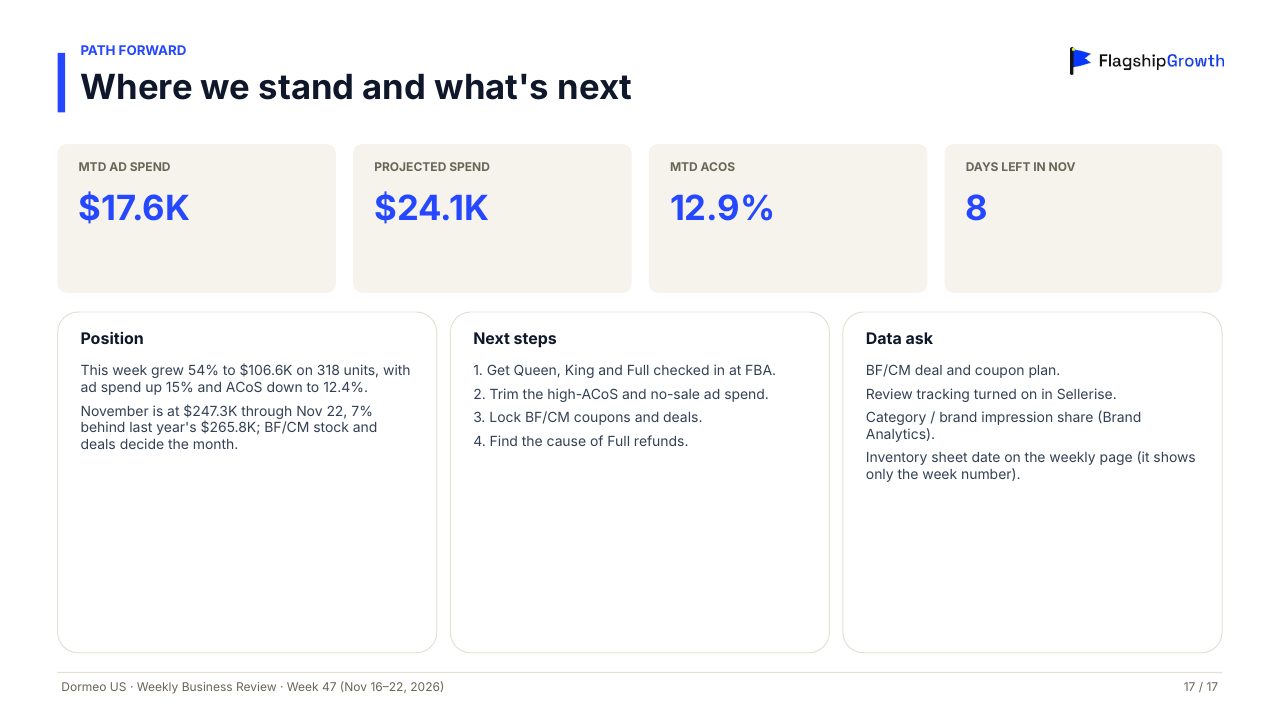 PATH FORWARD
Where we stand and what's next
FlagshipGrowth
MTD AD SPEND
$17.6K
PROJECTED SPEND
$24.1K
MTD ACOS
12.9%
DAYS LEFT IN NOV
8
Position
This week grew 54% to $106.6K on 318 units, with
ad spend up 15% and ACoS down to 12.4%.
November is at $247.3K through Nov 22, 7%
behind last year's $265.8K; BF/CM stock and
deals decide the month.
Next steps
1. Get Queen, King and Full checked in at FBA.
2. Trim the high-ACoS and no-sale ad spend.
3. Lock BF/CM coupons and deals.
4. Find the cause of Full refunds.
Data ask
BF/CM deal and coupon plan.
Review tracking turned on in Sellerise.
Category / brand impression share (Brand
Analytics).
Inventory sheet date on the weekly page (it shows
only the week number).
Dormeo US · Weekly Business Review · Week 47 (Nov 16–22, 2026)
17 / 17